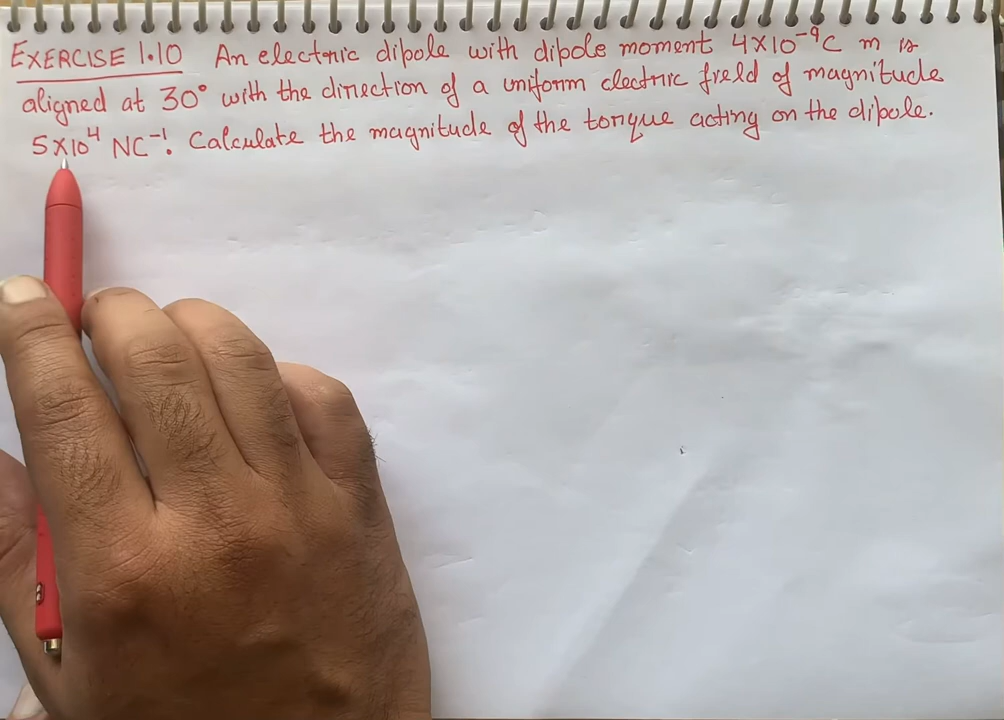 EXERCISE 1.10 An electric dipole with dipole moment 4×10⁻⁹C m is
aligned at 30° with the direction of a uniform electric field of magnitude
5×10⁴ NC⁻¹. Calculate the magnitude of the torque acting on the dipole.